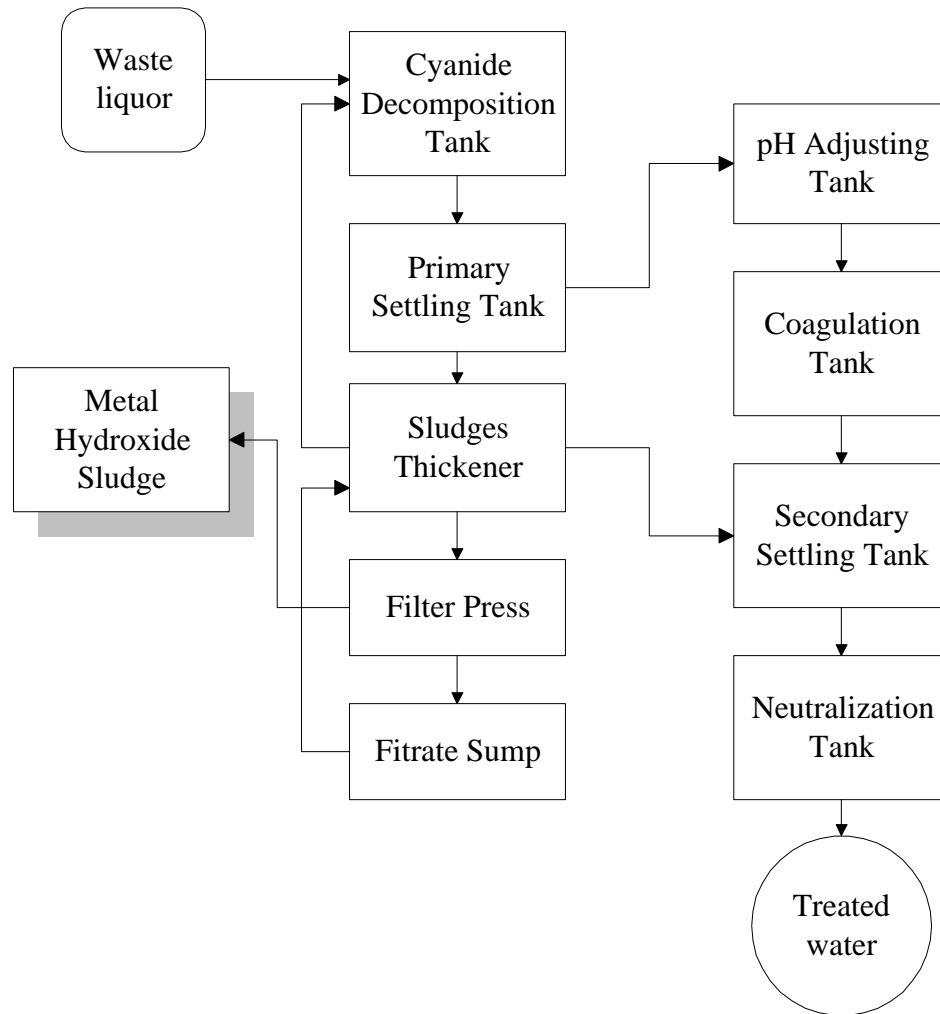 Waste
liquor
Cyanide
Decomposition
Tank
pH Adjusting
Tank
Primary
Settling Tank
Coagulation
Tank
Metal
Hydroxide
Sludge
Sludges
Thickener
Secondary
Settling Tank
Filter Press
Neutralization
Tank
Fitrate Sump
Treated
water